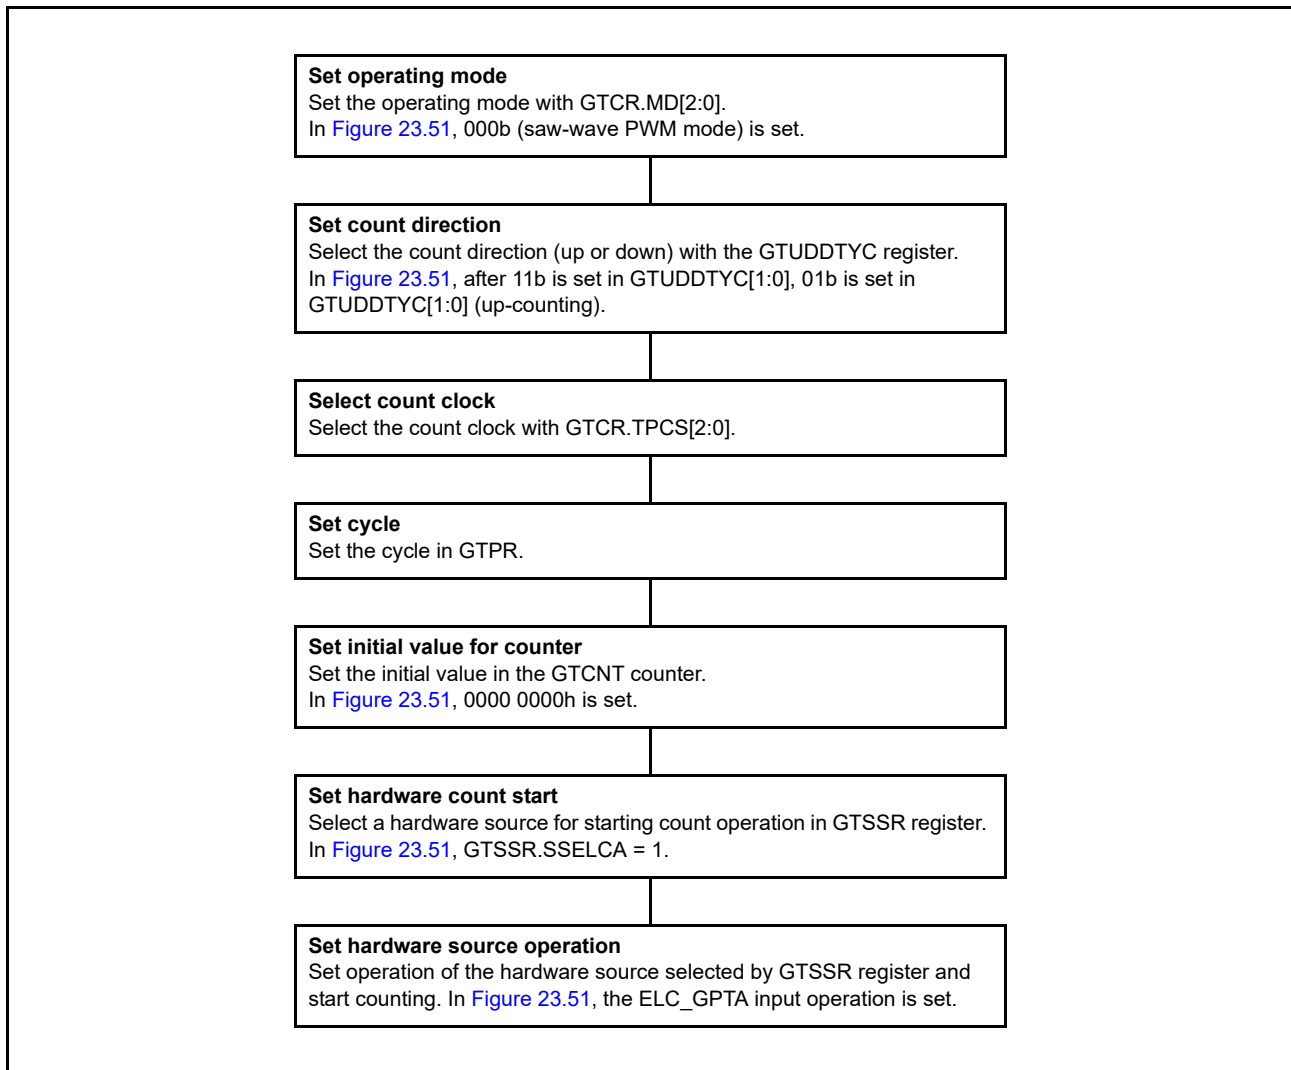 Set operating mode
Set the operating mode with GTCR.MD[2:0].
In Figure 23.51, 000b (saw-wave PWM mode) is set.
Set count direction
Select the count direction (up or down) with the GTUDDTYC register.
In Figure 23.51, after 11b is set in GTUDDTYC[1:0], 01b is set in
GTUDDTYC[1:0] (up-counting).
Select count clock
Select the count clock with GTCR.TPCS[2:0].
Set cycle
Set the cycle in GTPR.
Set initial value for counter
Set the initial value in the GTCNT counter.
In Figure 23.51, 0000 0000h is set.
Set hardware count start
Select a hardware source for starting count operation in GTSSR register.
In Figure 23.51, GTSSR.SSELCA = 1.
Set hardware source operation
Set operation of the hardware source selected by GTSSR register and
start counting. In Figure 23.51, the ELC_GPTA input operation is set.